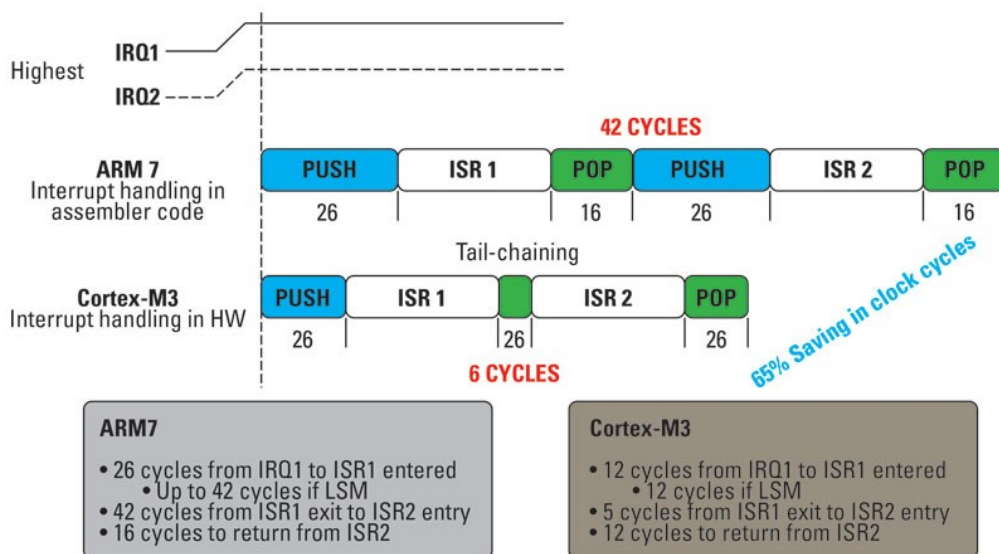 IRQ1
Highest
IRQ2
42 CYCLES
ARM 7
Interrupt handling in
assembler code
PUSH ISR 1 POP PUSH ISR 2 POP
26 16 26 16
Tail-chaining
Cortex-M3
Interrupt handling in HW
PUSH ISR 1 ISR 2 POP
26 26 26
6 CYCLES
65% Saving in clock cycles
ARM7
• 26 cycles from IRQ1 to ISR1 entered
• Up to 42 cycles if LSM
• 42 cycles from ISR1 exit to ISR2 entry
• 16 cycles to return from ISR2
Cortex-M3
• 12 cycles from IRQ1 to ISR1 entered
• 12 cycles if LSM
• 5 cycles from ISR1 exit to ISR2 entry
• 12 cycles to return from ISR2